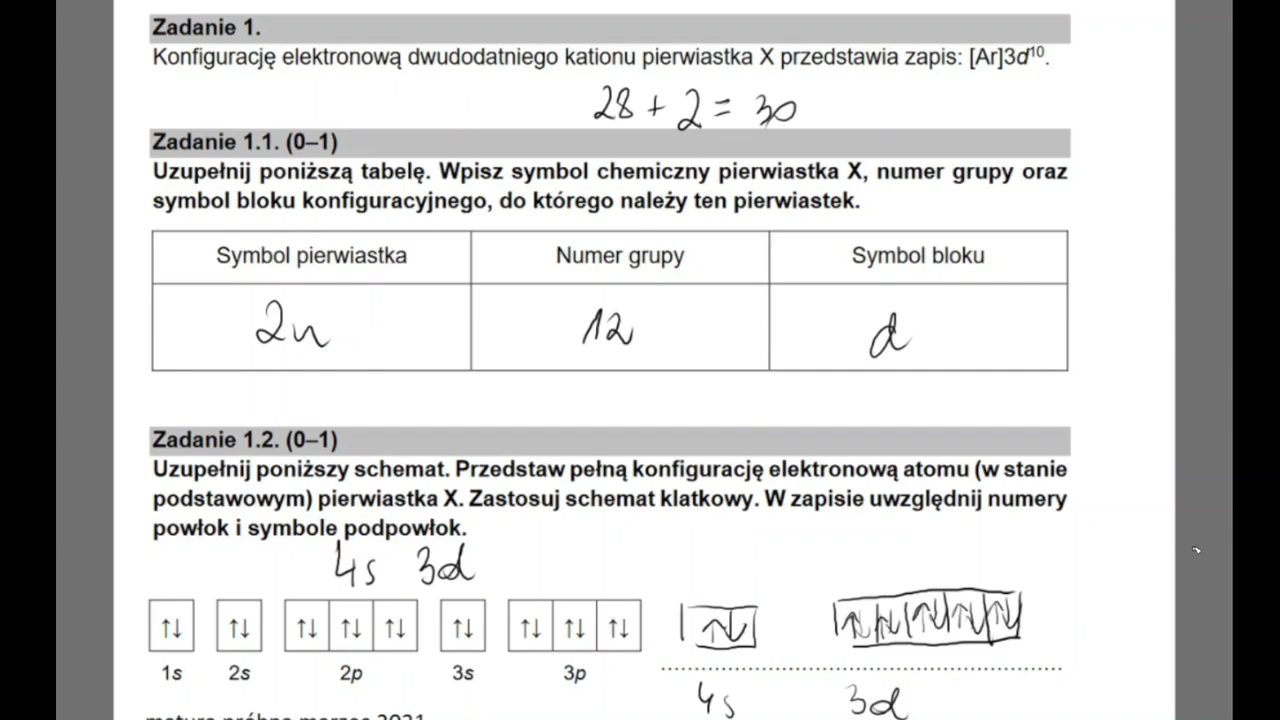 Zadanie 1.
Konfigurację elektronową dwudodatniego kationu pierwiastka X przedstawia zapis: [Ar]3d¹⁰.
28 + 2 = 30
Zadanie 1.1. (0–1)
Uzupełnij poniższą tabelę. Wpisz symbol chemiczny pierwiastka X, numer grupy oraz
symbol bloku konfiguracyjnego, do którego należy ten pierwiastek.
Symbol pierwiastka Numer grupy Symbol bloku
Zn 12 d
Zadanie 1.2. (0–1)
Uzupełnij poniższy schemat. Przedstaw pełną konfigurację elektronową atomu (w stanie
podstawowym) pierwiastka X. Zastosuj schemat klatkowy. W zapisie uwzględnij numery
powłok i symbole podpowłok.
4s 3d
↑↓ ↑↓ ↑↓ ↑↓ ↑↓ ↑↓ ↑↓ ↑↓ ↑↓ ↑↓ ↑↓ ↑↓ ↑↓ ↑↓ ↑↓
1s 2s 2p 3s 3p 4s 3d
matura próbna marzec 2021